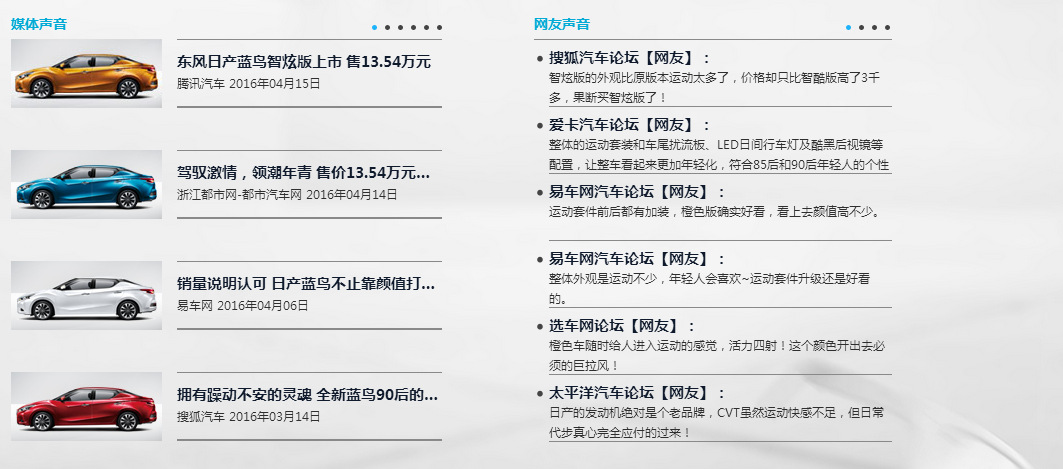 媒体声音
东风日产蓝鸟智炫版上市 售13.54万元
腾讯汽车 2016年04月15日
驾驭激情，领潮年青 售价13.54万元...
浙江都市网-都市汽车网 2016年04月14日
销量说明认可 日产蓝鸟不止靠颜值打...
易车网 2016年04月06日
拥有躁动不安的灵魂 全新蓝鸟90后的...
搜狐汽车 2016年03月14日
网友声音
搜狐汽车论坛【网友】：
智炫版的外观比原版本运动太多了，价格却只比智酷版高了3千
多，果断买智炫版了！
爱卡汽车论坛【网友】：
整体的运动套装和车尾扰流板、LED日间行车灯及酷黑后视镜等
配置，让整车看起来更加年轻化，符合85后和90后年轻人的个性
易车网汽车论坛【网友】：
运动套件前后都有加装，橙色版确实好看，看上去颜值高不少。
易车网汽车论坛【网友】：
整体外观是运动不少，年轻人会喜欢~运动套件升级还是好看
的。
选车网论坛【网友】：
橙色车随时给人进入运动的感觉，活力四射！这个颜色开出去必
须的巨拉风！
太平洋汽车论坛【网友】：
日产的发动机绝对是个老品牌，CVT虽然运动快感不足，但日常
代步真心完全应付的过来！